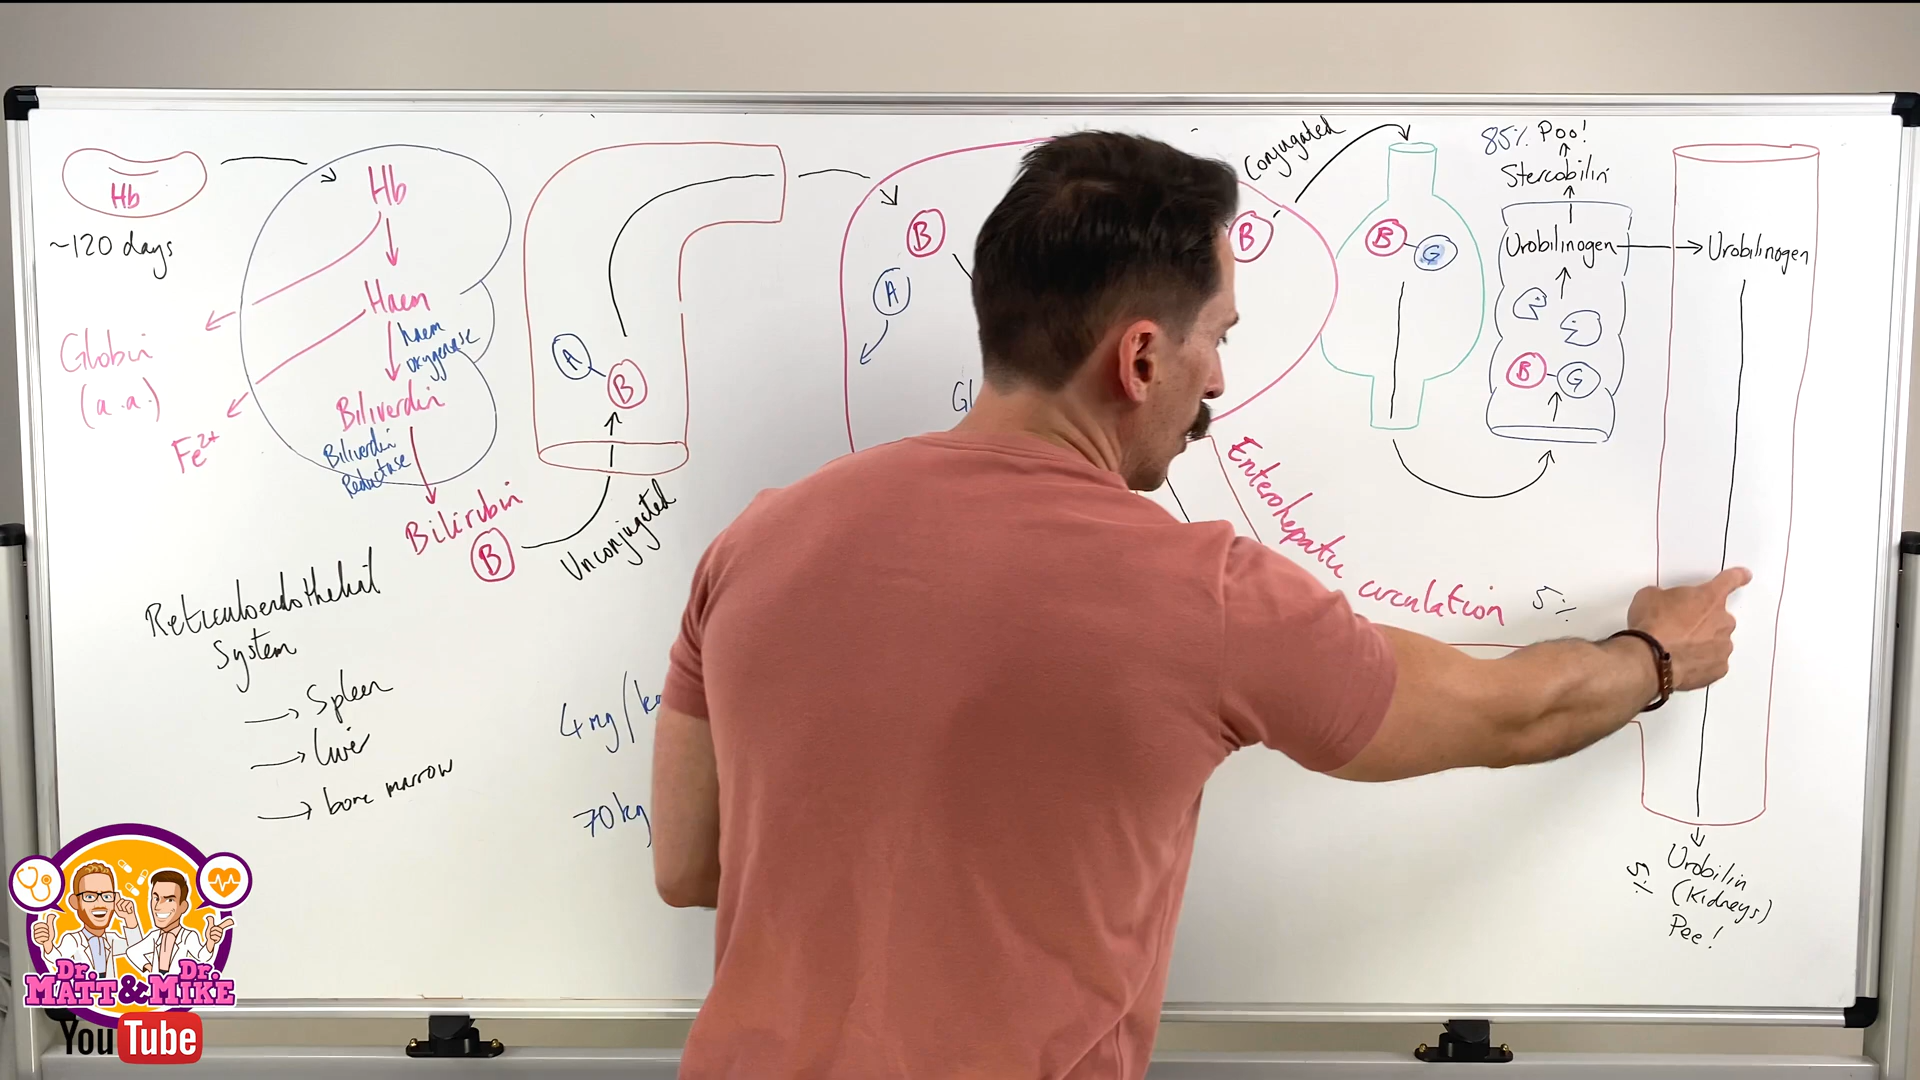 Hb
~120 days
Globin
(a.a.)
Fe2+
Hb
Haem
haem
oxygenase
Biliverdin
Biliverdin
Reductase
Bilirubin
B
Reticuloendothelial
System
→ Spleen
→ Liver
→ bone marrow
A
B
Unconjugated
4mg/kg
70kg
B
A
Gl
B
Conjugated
B
G
85% Poo!
Stercobilin
Urobilinogen
B
G
Urobilinogen
Enterohepatic circulation
5%
5%
Urobilin
(Kidneys)
Pee!
Dr. Dr.
MATT & MIKE
YouTube